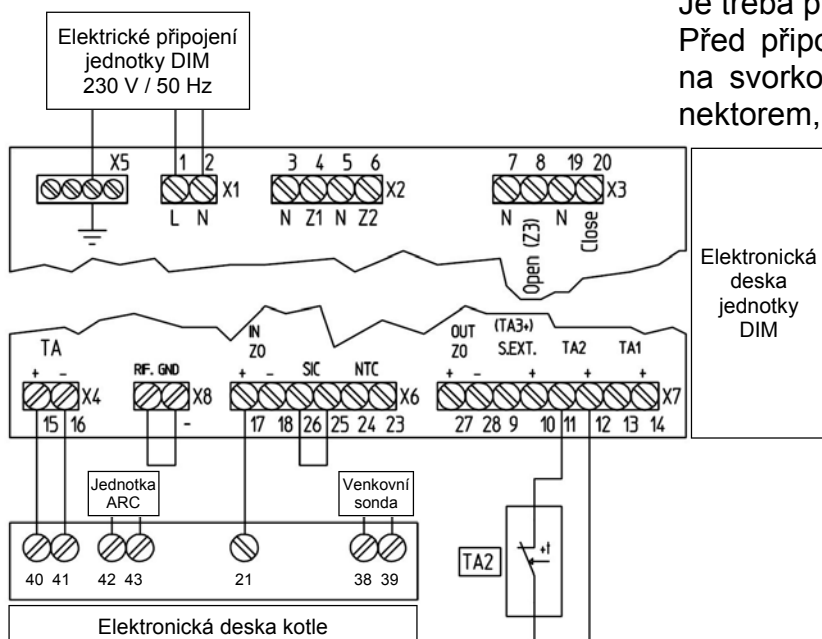 Je třeba p
Před připo
na svorko
nektorem,
Elektrické připojení
jednotky DIM
230 V / 50 Hz
X5 1 2 3 4 5 6 7 8 19 20
X1 X2 X3
L N N Z1 N Z2 N Open (Z3) N Close
Elektronická
deska
jednotky
DIM
IN OUT (TA3+)
TA Z0 Z0 S.EXT. TA2 TA1
+ - RIF. GND + - SIC NTC + - + + +
X4 X8 X6 X7
15 16 - 17 18 26 25 24 23 27 28 9 10 11 12 13 14
Jednotka
ARC
Venkovní
sonda
TA2 +t
40 41 42 43 21 38 39
Elektronická deska kotle